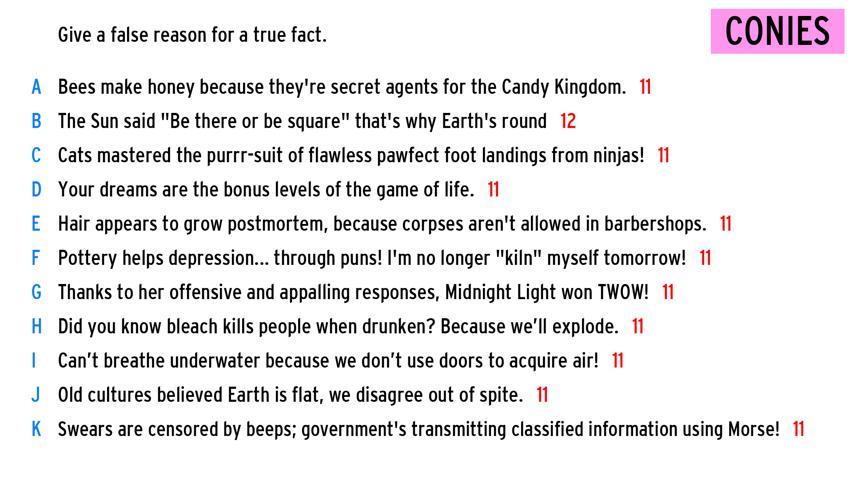 Give a false reason for a true fact.
CONIES
A Bees make honey because they're secret agents for the Candy Kingdom. 11
B The Sun said "Be there or be square" that's why Earth's round 12
C Cats mastered the purrr-suit of flawless pawfect foot landings from ninjas! 11
D Your dreams are the bonus levels of the game of life. 11
E Hair appears to grow postmortem, because corpses aren't allowed in barbershops. 11
F Pottery helps depression... through puns! I'm no longer "kiln" myself tomorrow! 11
G Thanks to her offensive and appalling responses, Midnight Light won TWOW! 11
H Did you know bleach kills people when drunken? Because we’ll explode. 11
I Can’t breathe underwater because we don’t use doors to acquire air! 11
J Old cultures believed Earth is flat, we disagree out of spite. 11
K Swears are censored by beeps; government's transmitting classified information using Morse! 11